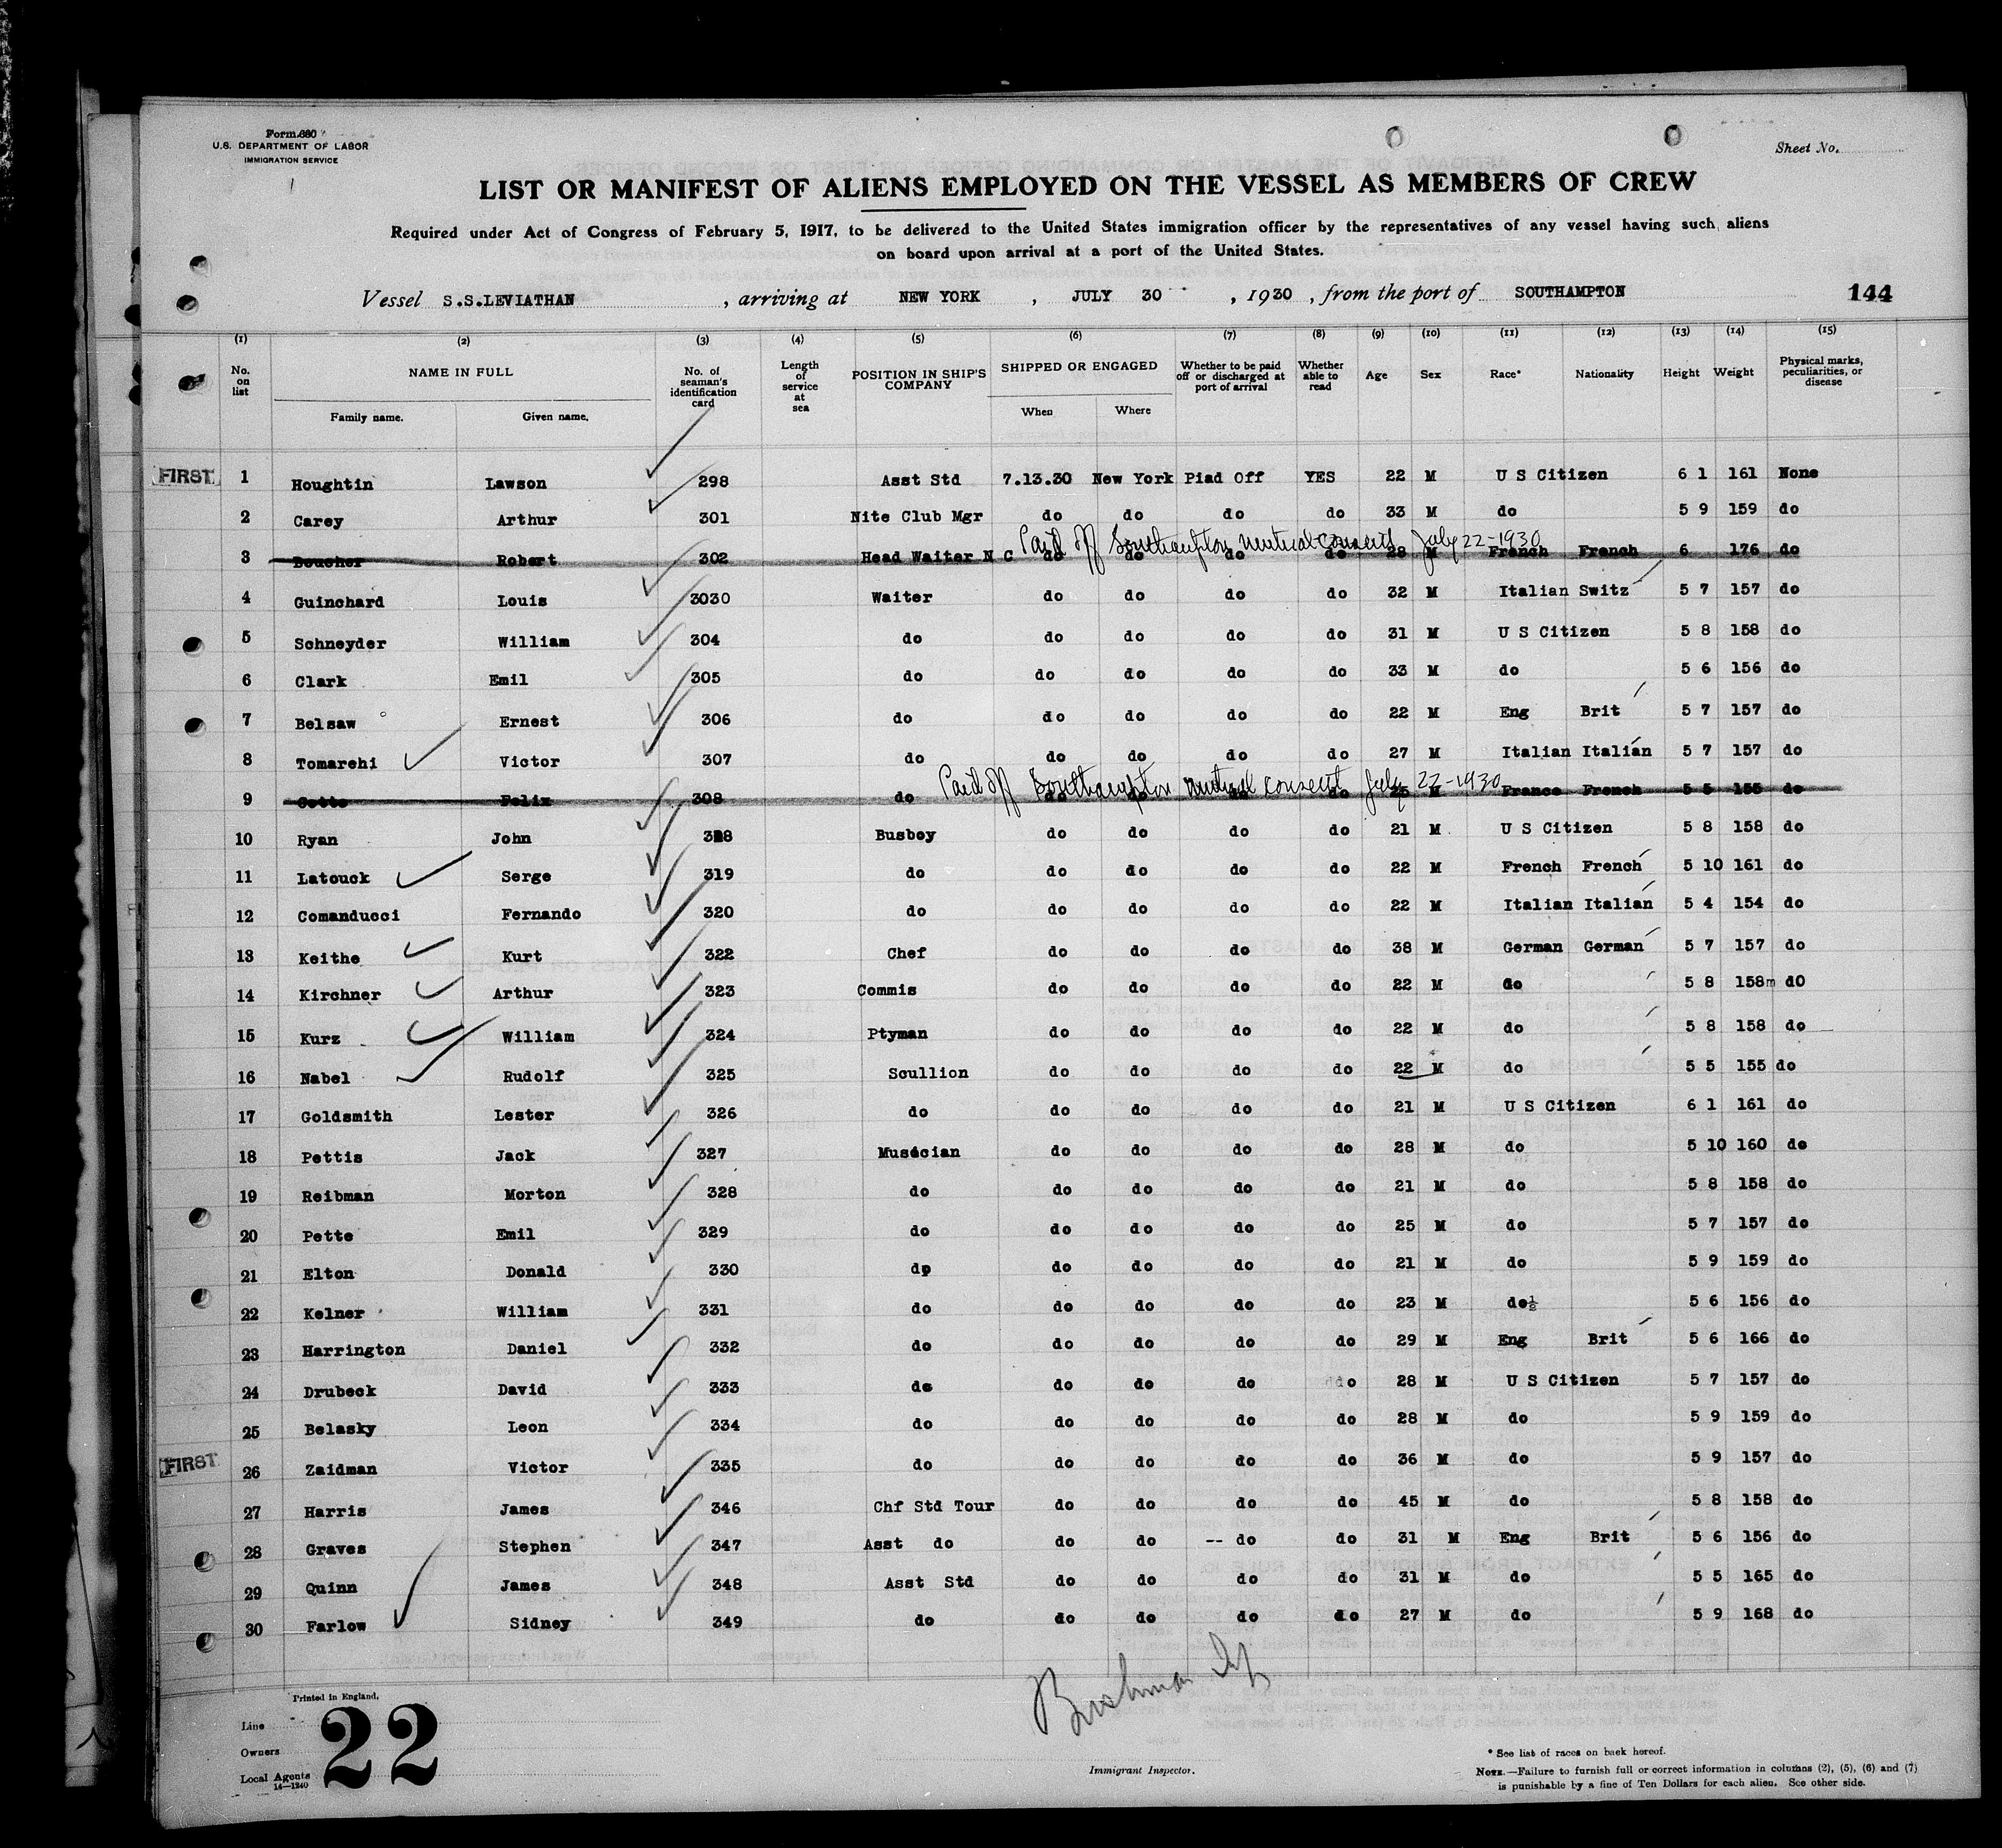 Form 680
U.S. DEPARTMENT OF LABOR
IMMIGRATION SERVICE
Sheet No.
LIST OR MANIFEST OF ALIENS EMPLOYED ON THE VESSEL AS MEMBERS OF CREW
Required under Act of Congress of February 5, 1917, to be delivered to the United States immigration officer by the representatives of any vessel having such aliens
on board upon arrival at a port of the United States.
Vessel S.S.LEVIATHAN , arriving at NEW YORK , JULY 30 , 1930 , from the port of SOUTHAMPTON 144
(1) (2) (3) (4) (5) (6) (7) (8) (9) (10) (11) (12) (13) (14) (15)
No. on list NAME IN FULL Family name. Given name. No. of seaman's identification card Length of service at sea POSITION IN SHIP'S COMPANY SHIPPED OR ENGAGED When Where Whether to be paid off or discharged at port of arrival Whether able to read Age Sex Race* Nationality Height Weight Physical marks, peculiarities, or disease
FIRST 1 Houghtin Lawson 298 Asst Std 7.13.30 New York Piad Off YES 22 M U S Citizen 6 1 161 None
2 Carey Arthur 301 Nite Club Mgr do do do do 33 M do 5 9 159 do
Paid off Southampton mutual consent July 22-1930
3 Boucher Robert 302 Head Waiter N C do do do do 28 M French French 6 176 do
4 Guinchard Louis 3030 Waiter do do do do 32 M Italian Switz 5 7 157 do
5 Schneyder William 304 do do do do do 31 M U S Citizen 5 8 158 do
6 Clark Emil 305 do do do do do 33 M do 5 6 156 do
7 Belsaw Ernest 306 do do do do do 22 M Eng Brit 5 7 157 do
8 Tomarehi Victor 307 do do do do do 27 M Italian Italian 5 7 157 do
Paid off Southampton mutual consent July 22-1930
9 Felix 308 do do do do do 25 M France French 5 5 155 do
10 Ryan John 318 Busboy do do do do 21 M U S Citizen 5 8 158 do
11 Latouck Serge 319 do do do do do 22 M French French 5 10 161 do
12 Comanducci Fernando 320 do do do do do 22 M Italian Italian 5 4 154 do
13 Keithe Kurt 322 Chef do do do do 38 M German German 5 7 157 do
14 Kirchner Arthur 323 Commis do do do do 22 M do 5 8 158m dO
15 Kurz William 324 Ptyman do do do do 22 M do 5 8 158 do
16 Nabel Rudolf 325 Scullion do do do do 22 M do 5 5 155 do
17 Goldsmith Lester 326 do do do do do 21 M U S Citizen 6 1 161 do
18 Pettis Jack 327 Musician do do do do 28 M do 5 10 160 do
19 Reibman Morton 328 do do do do do 21 M do 5 8 158 do
20 Pette Emil 329 do do do do do 25 M do 5 7 157 do
21 Elton Donald 330 dp do do do do 21 M do 5 9 159 do
22 Kelner William 331 do do do do do 23 M do½ 5 6 156 do
23 Harrington Daniel 332 do do do do do 29 M Eng Brit 5 6 166 do
24 Drubeck David 333 do do do do do 28 M U S Citizen 5 7 157 do
25 Belasky Leon 334 do do do do do 28 M do 5 9 159 do
FIRST 26 Zaidman Victor 335 do do do do do 36 M do 5 9 157 do
27 Harris James 346 Chf Std Tour do do do do 45 M do 5 8 158 do
28 Graves Stephen 347 Asst do do do -- do do 31 M Eng Brit 5 6 156 do
29 Quinn James 348 Asst Std do do do do 31 M do 5 5 165 do
30 Farlow Sidney 349 do do do do do 27 M do 5 9 168 do
Printed in England.
Line
Owners
Local Agents
14—1240
22
Immigrant Inspector.
* See list of races on back hereof.
NOTE.—Failure to furnish full or correct information in columns (2), (5), (6) and (7)
is punishable by a fine of Ten Dollars for each alien. See other side.